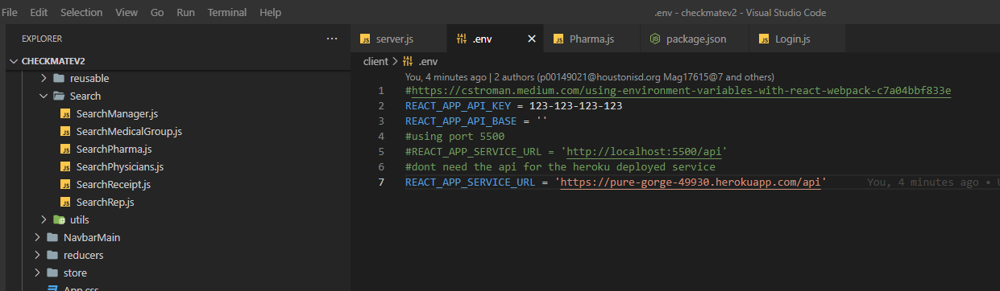 File Edit Selection View Go Run Terminal Help .env - checkmatev2 - Visual Studio Code
EXPLORER ...
CHECKMATEV2
reusable
Search
SearchManager.js
SearchMedicalGroup.js
SearchPharma.js
SearchPhysicians.js
SearchReceipt.js
SearchRep.js
utils
NavbarMain
reducers
store
App.css
server.js .env Pharma.js package.json Login.js
client > .env
You, 4 minutes ago | 2 authors (p00149021@houstonisd.org Mag17615@7 and others)
1 #https://cstroman.medium.com/using-environment-variables-with-react-webpack-c7a04bbf833e
2 REACT_APP_API_KEY = 123-123-123-123
3 REACT_APP_API_BASE = ''
4 #using port 5500
5 #REACT_APP_SERVICE_URL = 'http://localhost:5500/api'
6 #dont need the api for the heroku deployed service
7 REACT_APP_SERVICE_URL = 'https://pure-gorge-49930.herokuapp.com/api' You, 4 minutes ago •